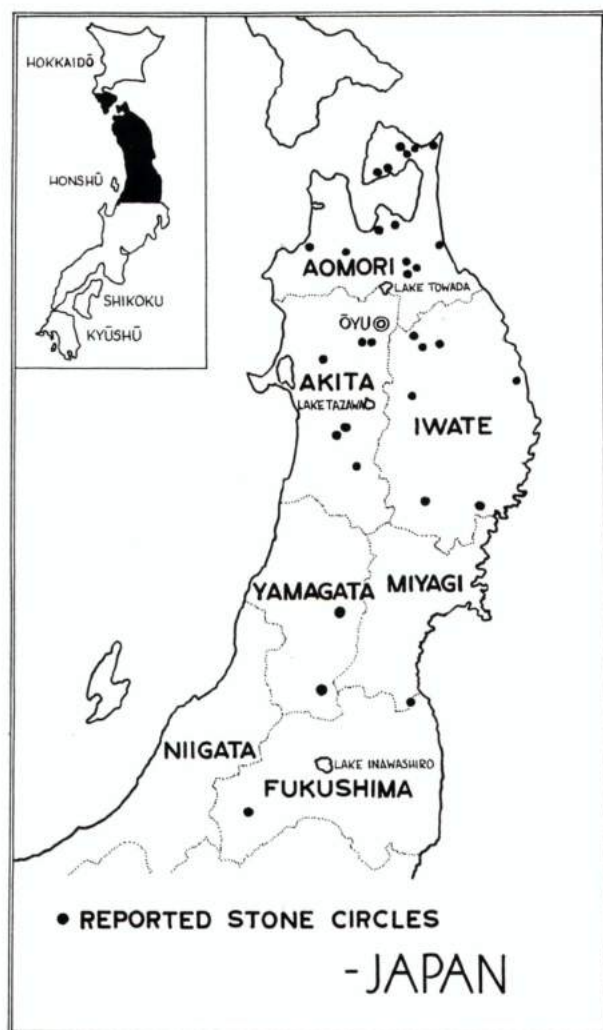 HOKKAIDŌ
HONSHŪ
SHIKOKU
KYŪSHŪ
AOMORI
LAKE TOWADA
ŌYU
AKITA
LAKE TAZAWA
IWATE
YAMAGATA
MIYAGI
NIIGATA
LAKE INAWASHIRO
FUKUSHIMA
REPORTED STONE CIRCLES
-JAPAN